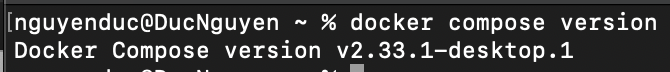 [nguyenduc@DucNguyen ~ % docker compose version
Docker Compose version v2.33.1-desktop.1